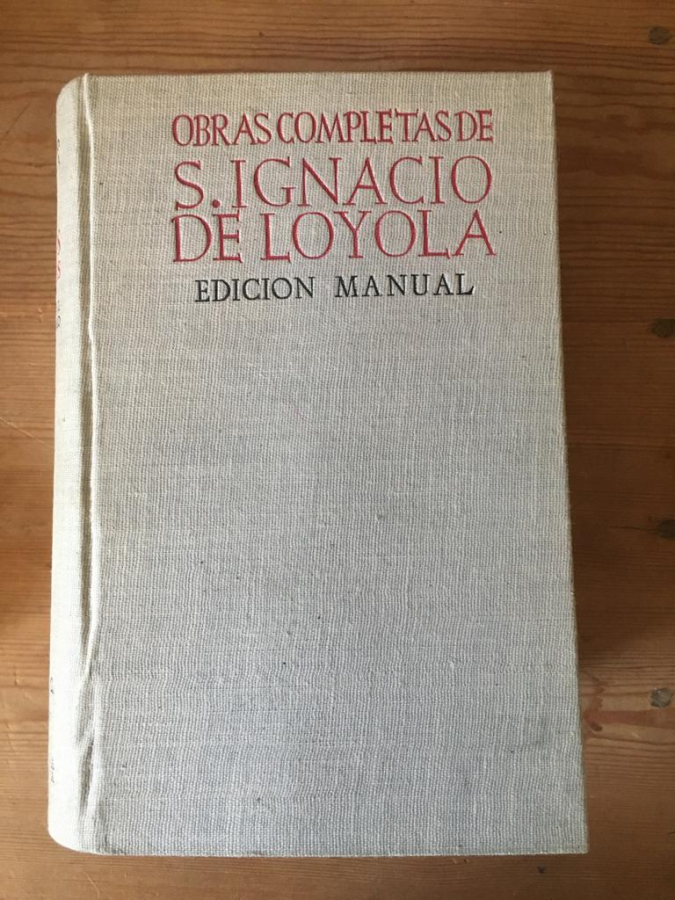 OBRAS COMPLETAS DE
S. IGNACIO
DE LOYOLA
EDICION MANUAL